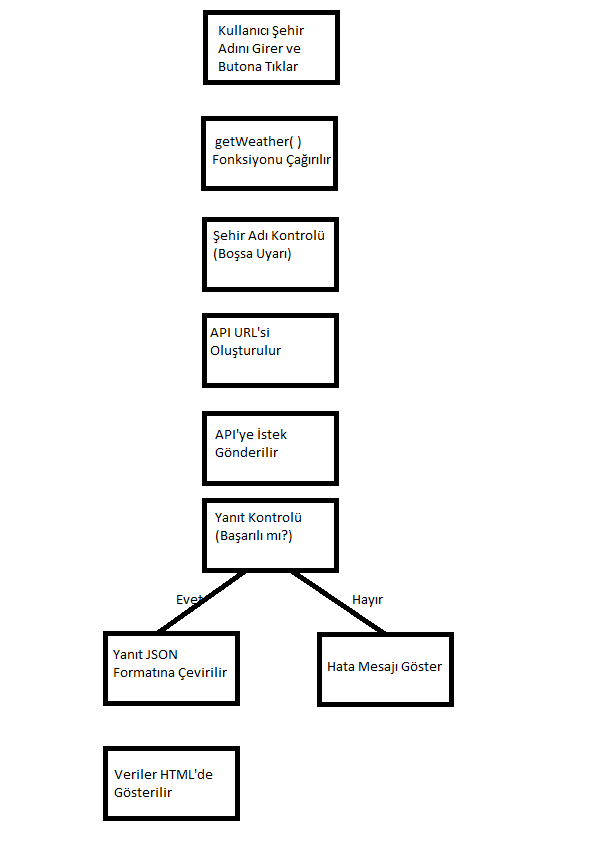 Kullanıcı Şehir
Adını Girer ve
Butona Tıklar
getWeather( )
Fonksiyonu Çağırılır
Şehir Adı Kontrolü
(Boşsa Uyarı)
API URL'si
Oluşturulur
API'ye İstek
Gönderilir
Yanıt Kontrolü
(Başarılı mı?)
Evet
Hayır
Yanıt JSON
Formatına Çevirilir
Hata Mesajı Göster
Veriler HTML'de
Gösterilir